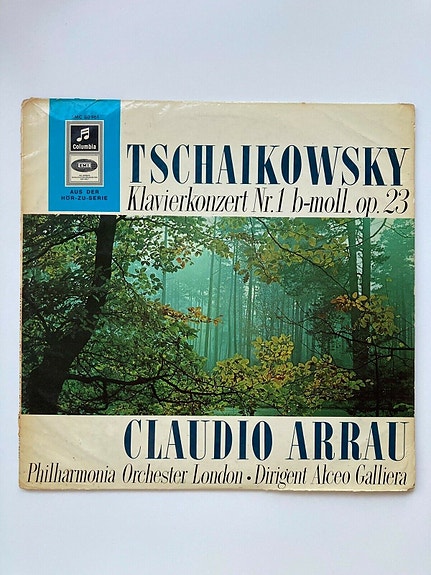 Columbia
EMI
AUS DER
HÖR-ZU-SERIE
TSCHAIKOWSKY
Klavierkonzert Nr.1 b-moll, op.23
CLAUDIO ARRAU
Philharmonia Orchester London • Dirigent Alceo Galliera